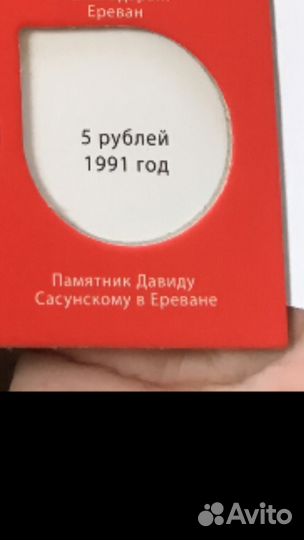 Ереван
5 рублей
1991 год
Памятник Давиду
Сасунскому в Ереване
Avito